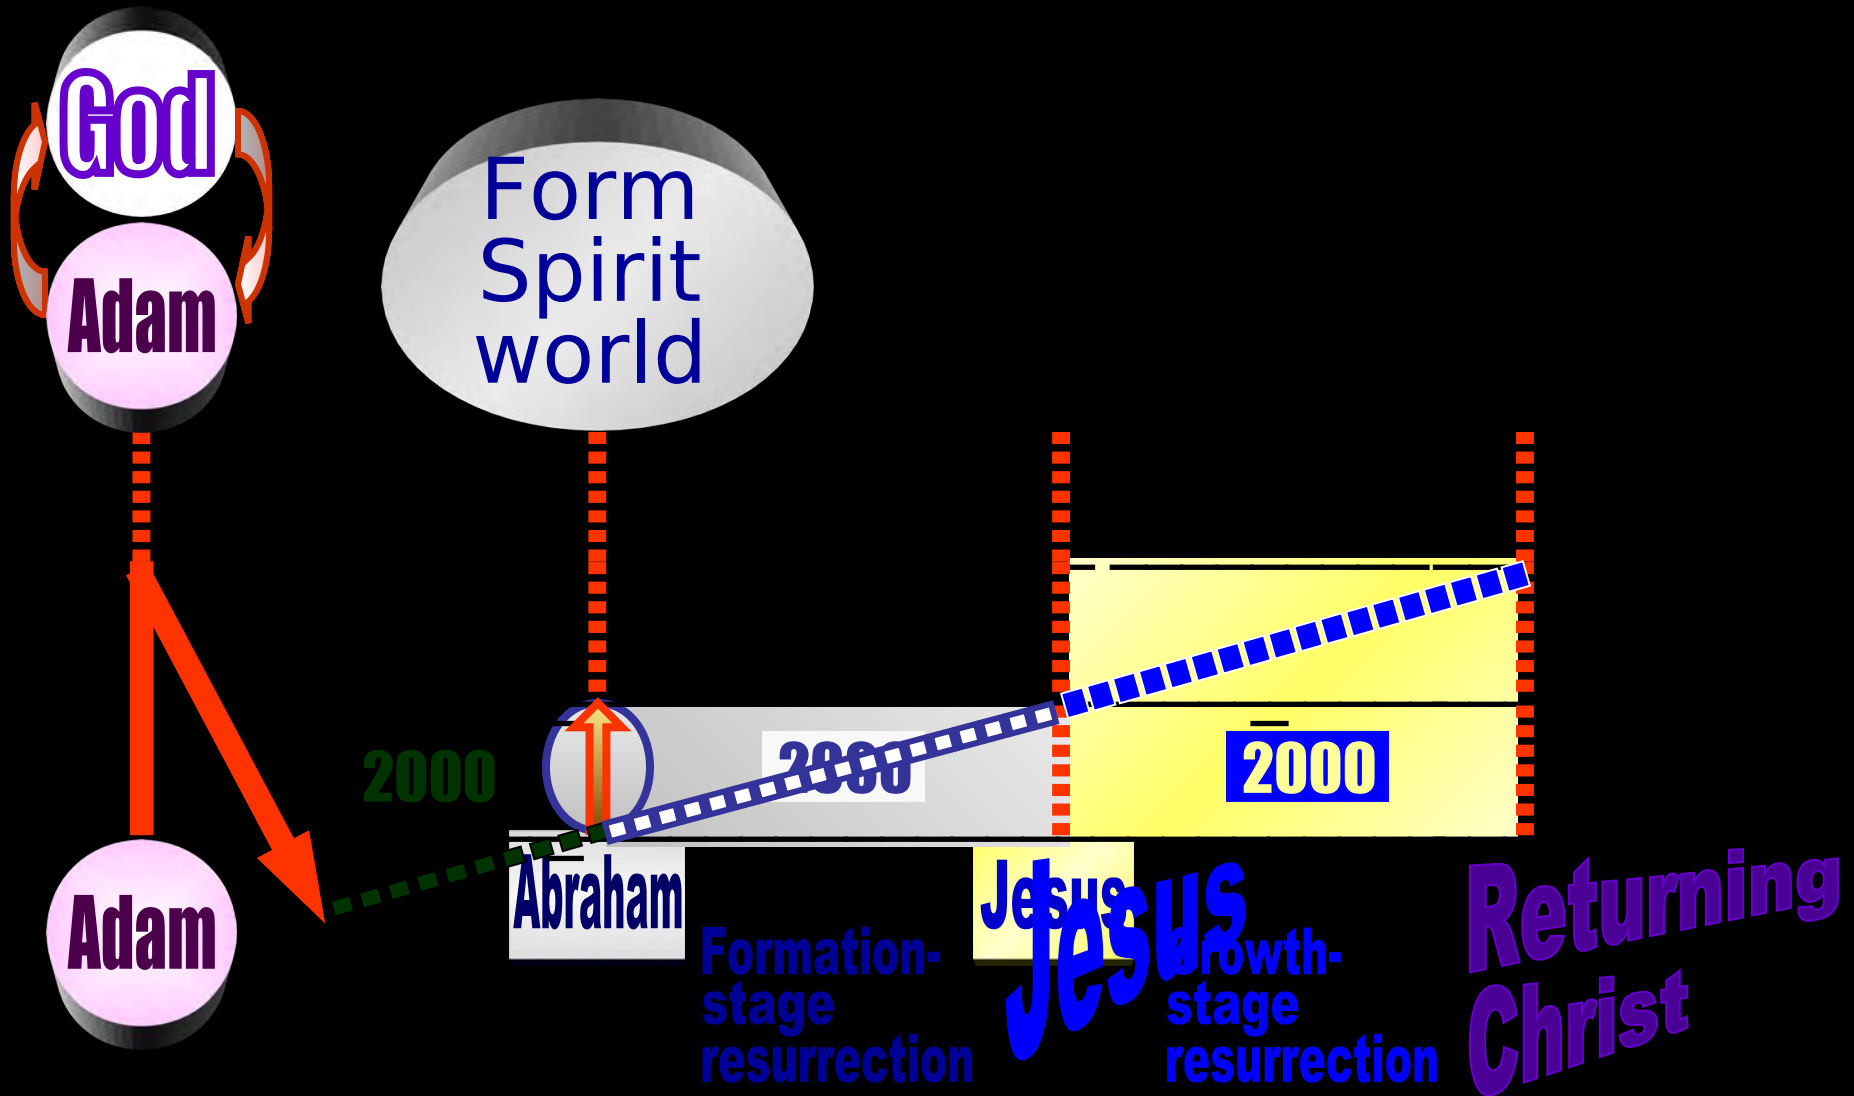 God
Adam
Form
Spirit
world
2000
2000
2000
Adam
Abraham
Jesus
Jesus
Returning
Christ
Formation-
stage
resurrection
Growth-
stage
resurrection